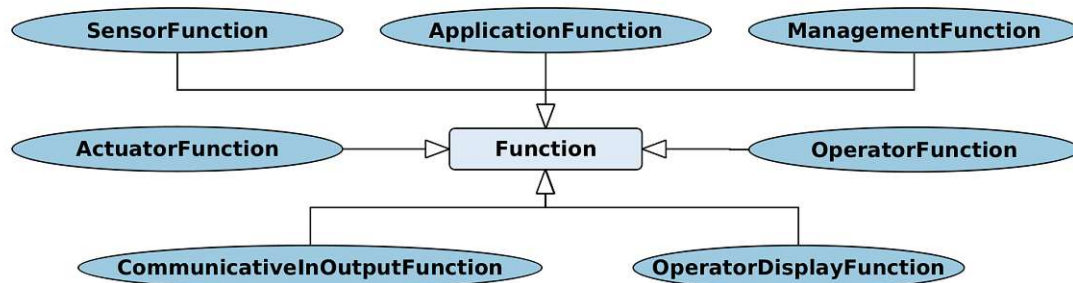 SensorFunction
ApplicationFunction
ManagementFunction
ActuatorFunction
Function
OperatorFunction
CommunicativeInOutputFunction
OperatorDisplayFunction